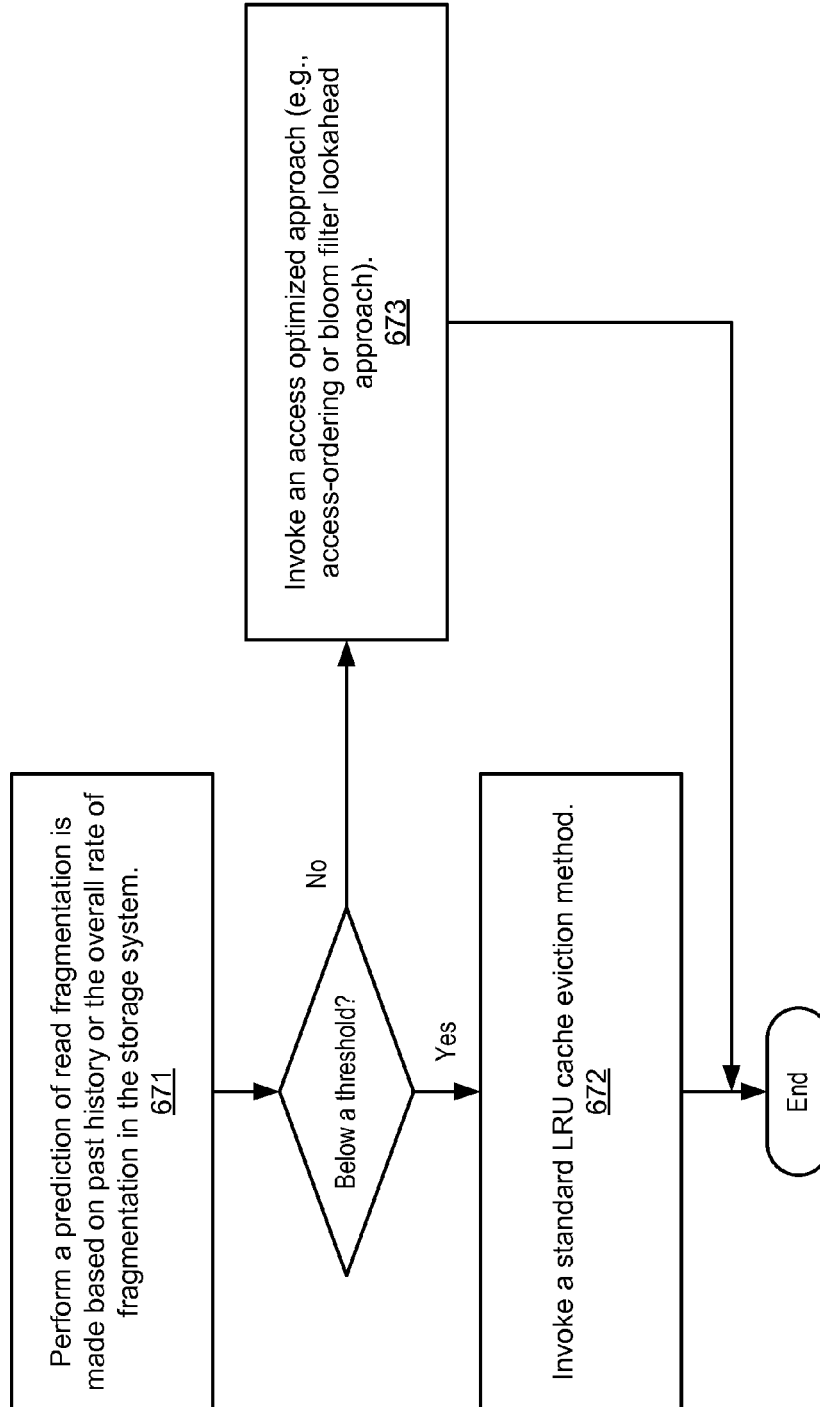 Perform a prediction of read fragmentation is
made based on past history or the overall rate of
fragmentation in the storage system.
671
Below a threshold?
No
Yes
Invoke an access optimized approach (e.g.,
access-ordering or bloom filter lookahead
approach).
673
Invoke a standard LRU cache eviction method.
672
End